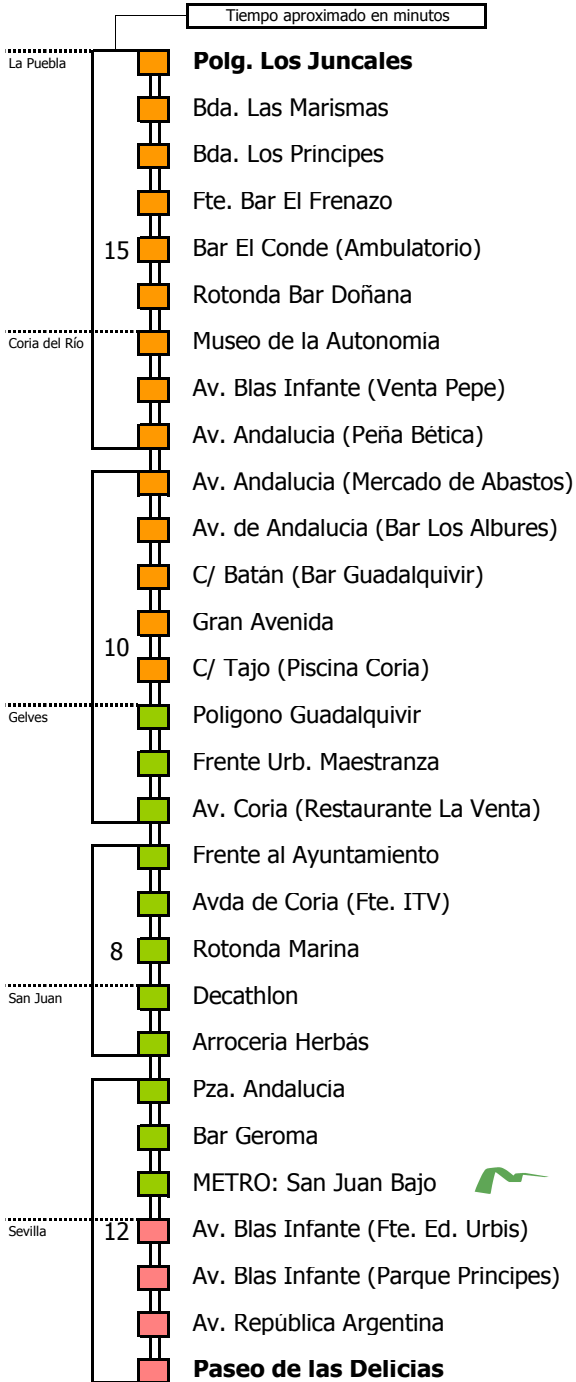 Tiempo aproximado en minutos
La Puebla
Polg. Los Juncales
Bda. Las Marismas
Bda. Los Principes
Fte. Bar El Frenazo
15
Bar El Conde (Ambulatorio)
Rotonda Bar Doñana
Coria del Río
Museo de la Autonomia
Av. Blas Infante (Venta Pepe)
Av. Andalucia (Peña Bética)
Av. Andalucia (Mercado de Abastos)
Av. de Andalucia (Bar Los Albures)
C/ Batán (Bar Guadalquivir)
Gran Avenida
10
C/ Tajo (Piscina Coria)
Gelves
Poligono Guadalquivir
Frente Urb. Maestranza
Av. Coria (Restaurante La Venta)
Frente al Ayuntamiento
Avda de Coria (Fte. ITV)
8
Rotonda Marina
San Juan
Decathlon
Arroceria Herbás
Pza. Andalucia
Bar Geroma
METRO: San Juan Bajo
Sevilla
12
Av. Blas Infante (Fte. Ed. Urbis)
Av. Blas Infante (Parque Principes)
Av. República Argentina
Paseo de las Delicias